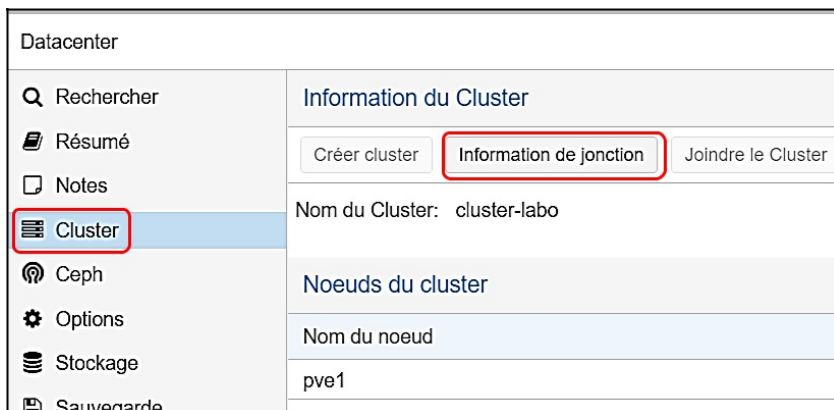 Datacenter
Rechercher
Résumé
Notes
Cluster
Ceph
Options
Stockage
Sauvegarde
Information du Cluster
Créer cluster
Information de jonction
Joindre le Cluster
Nom du Cluster: cluster-labo
Noeuds du cluster
Nom du noeud
pve1